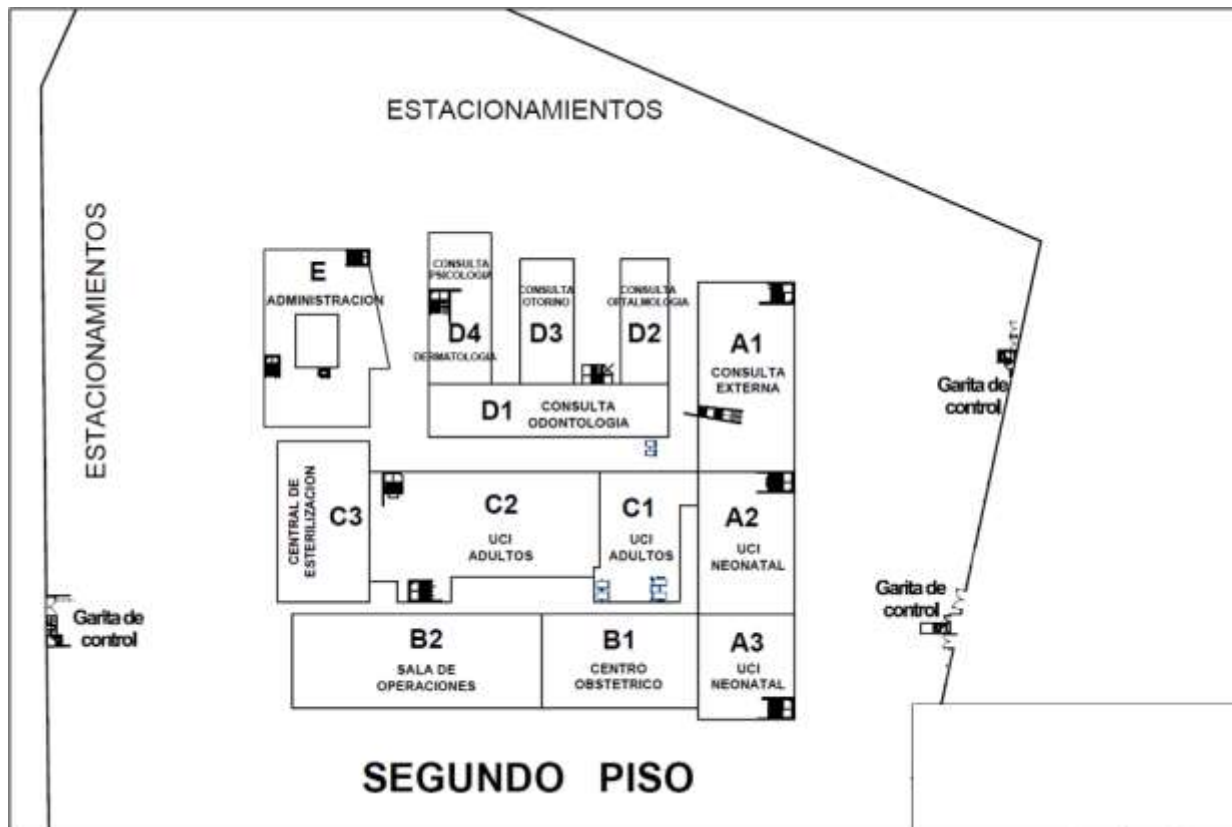 ESTACIONAMIENTOS
ESTACIONAMIENTOS
E
ADMINISTRACION
CONSULTA
PSICOLOGIA
D4
DERMATOLOGIA
CONSULTA
OTORINO
D3
CONSULTA
OFTALMOLOGIA
D2
A1
CONSULTA
EXTERNA
Garita de
control
D1
CONSULTA
ODONTOLOGIA
CENTRAL DE
ESTERILIZACION
C3
C2
UCI
ADULTOS
C1
UCI
ADULTOS
A2
UCI
NEONATAL
Garita de
control
Garita de
control
B2
SALA DE
OPERACIONES
B1
CENTRO
OBSTETRICO
A3
UCI
NEONATAL
SEGUNDO PISO